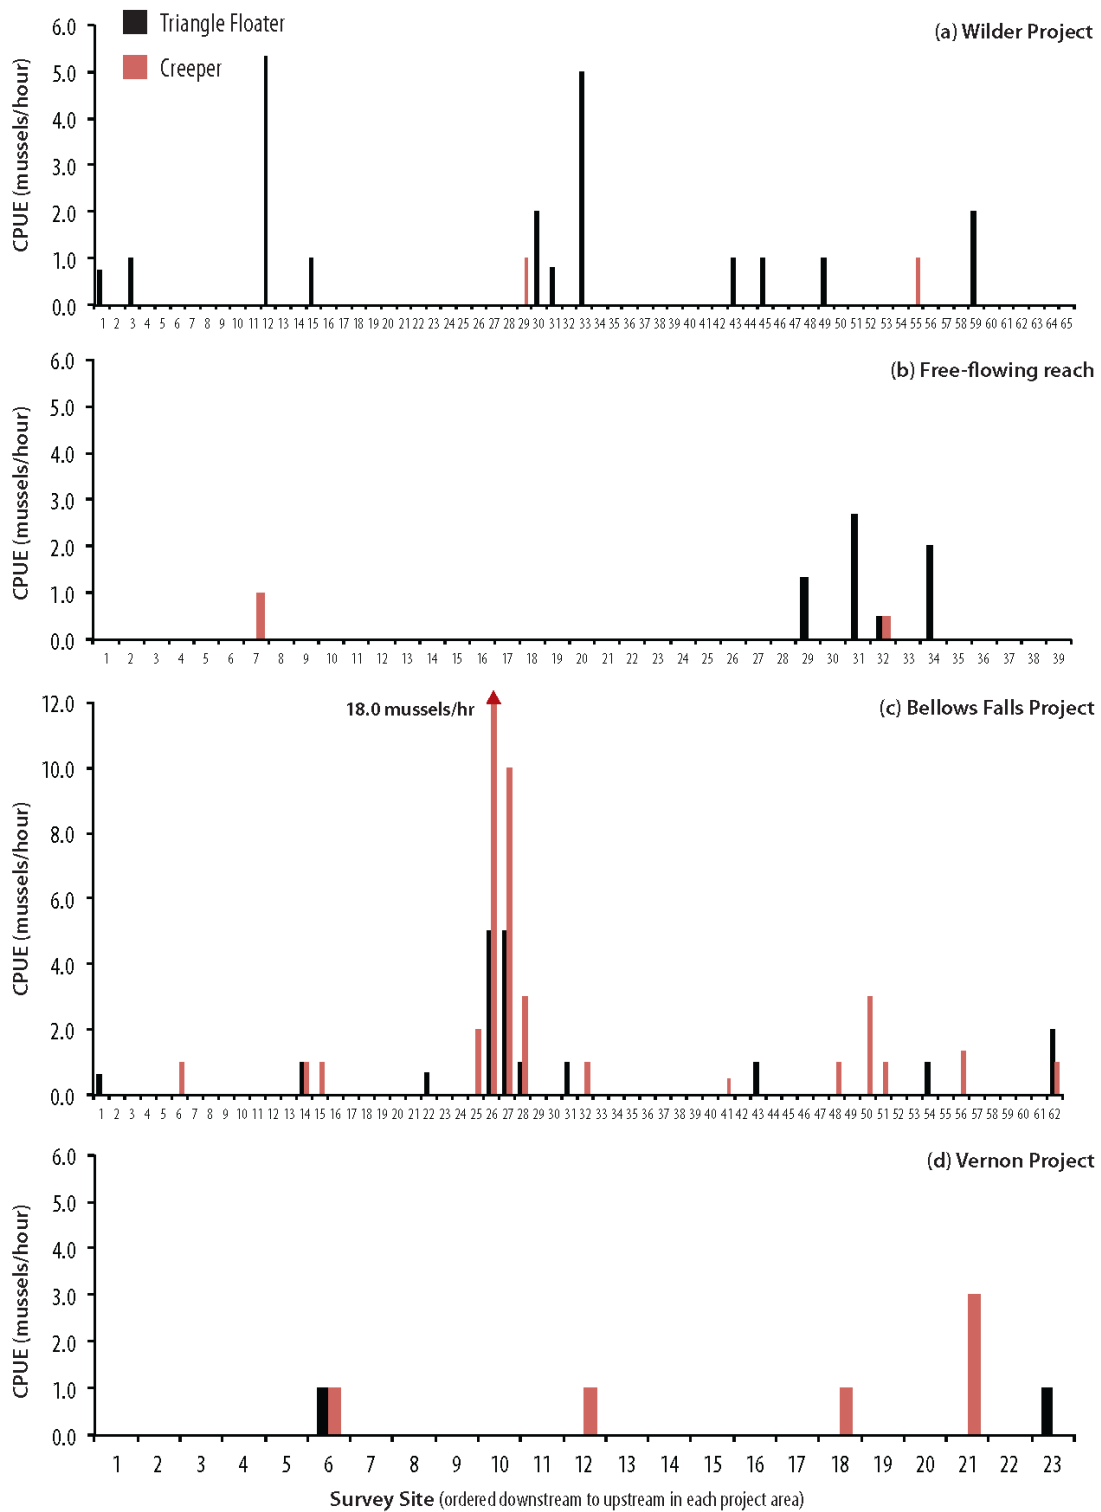 Triangle Floater
Creeper
(a) Wilder Project
CPUE (mussels/hour)
6.0
5.0
4.0
3.0
2.0
1.0
0.0
1 2 3 4 5 6 7 8 9 10 11 12 13 14 15 16 17 18 19 20 21 22 23 24 25 26 27 28 29 30 31 32 33 34 35 36 37 38 39 40 41 42 43 44 45 46 47 48 49 50 51 52 53 54 55 56 57 58 59 60 61 62 63 64 65
(b) Free-flowing reach
CPUE (mussels/hour)
6.0
5.0
4.0
3.0
2.0
1.0
0.0
1 2 3 4 5 6 7 8 9 10 11 12 13 14 15 16 17 18 19 20 21 22 23 24 25 26 27 28 29 30 31 32 33 34 35 36 37 38 39
(c) Bellows Falls Project
18.0 mussels/hr
CPUE (mussels/hour)
12.0
10.0
8.0
6.0
4.0
2.0
0.0
1 2 3 4 5 6 7 8 9 10 11 12 13 14 15 16 17 18 19 20 21 22 23 24 25 26 27 28 29 30 31 32 33 34 35 36 37 38 39 40 41 42 43 44 45 46 47 48 49 50 51 52 53 54 55 56 57 58 59 60 61 62
(d) Vernon Project
CPUE (mussels/hour)
6.0
5.0
4.0
3.0
2.0
1.0
0.0
1 2 3 4 5 6 7 8 9 10 11 12 13 14 15 16 17 18 19 20 21 22 23
Survey Site (ordered downstream to upstream in each project area)